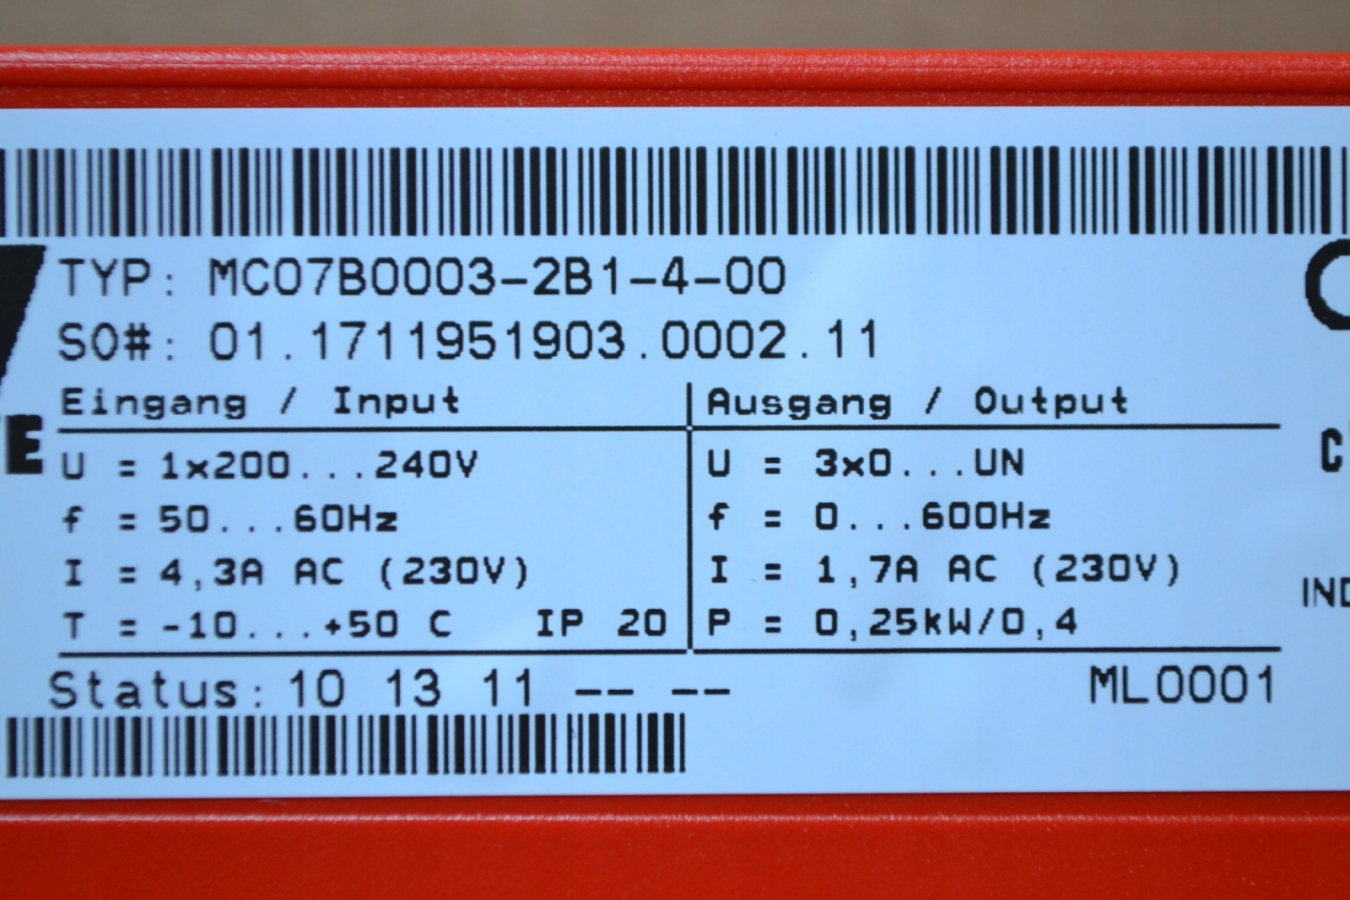 TYP: MC07B0003-2B1-4-00
SO#: 01.1711951903.0002.11
Eingang / Input
U = 1x200...240V
f = 50...60Hz
I = 4,3A AC (230V)
T = -10...+50 C IP 20
Ausgang / Output
U = 3x0...UN
f = 0...600Hz
I = 1,7A AC (230V)
P = 0,25kW/0,4
Status: 10 13 11 -- --
ML0001